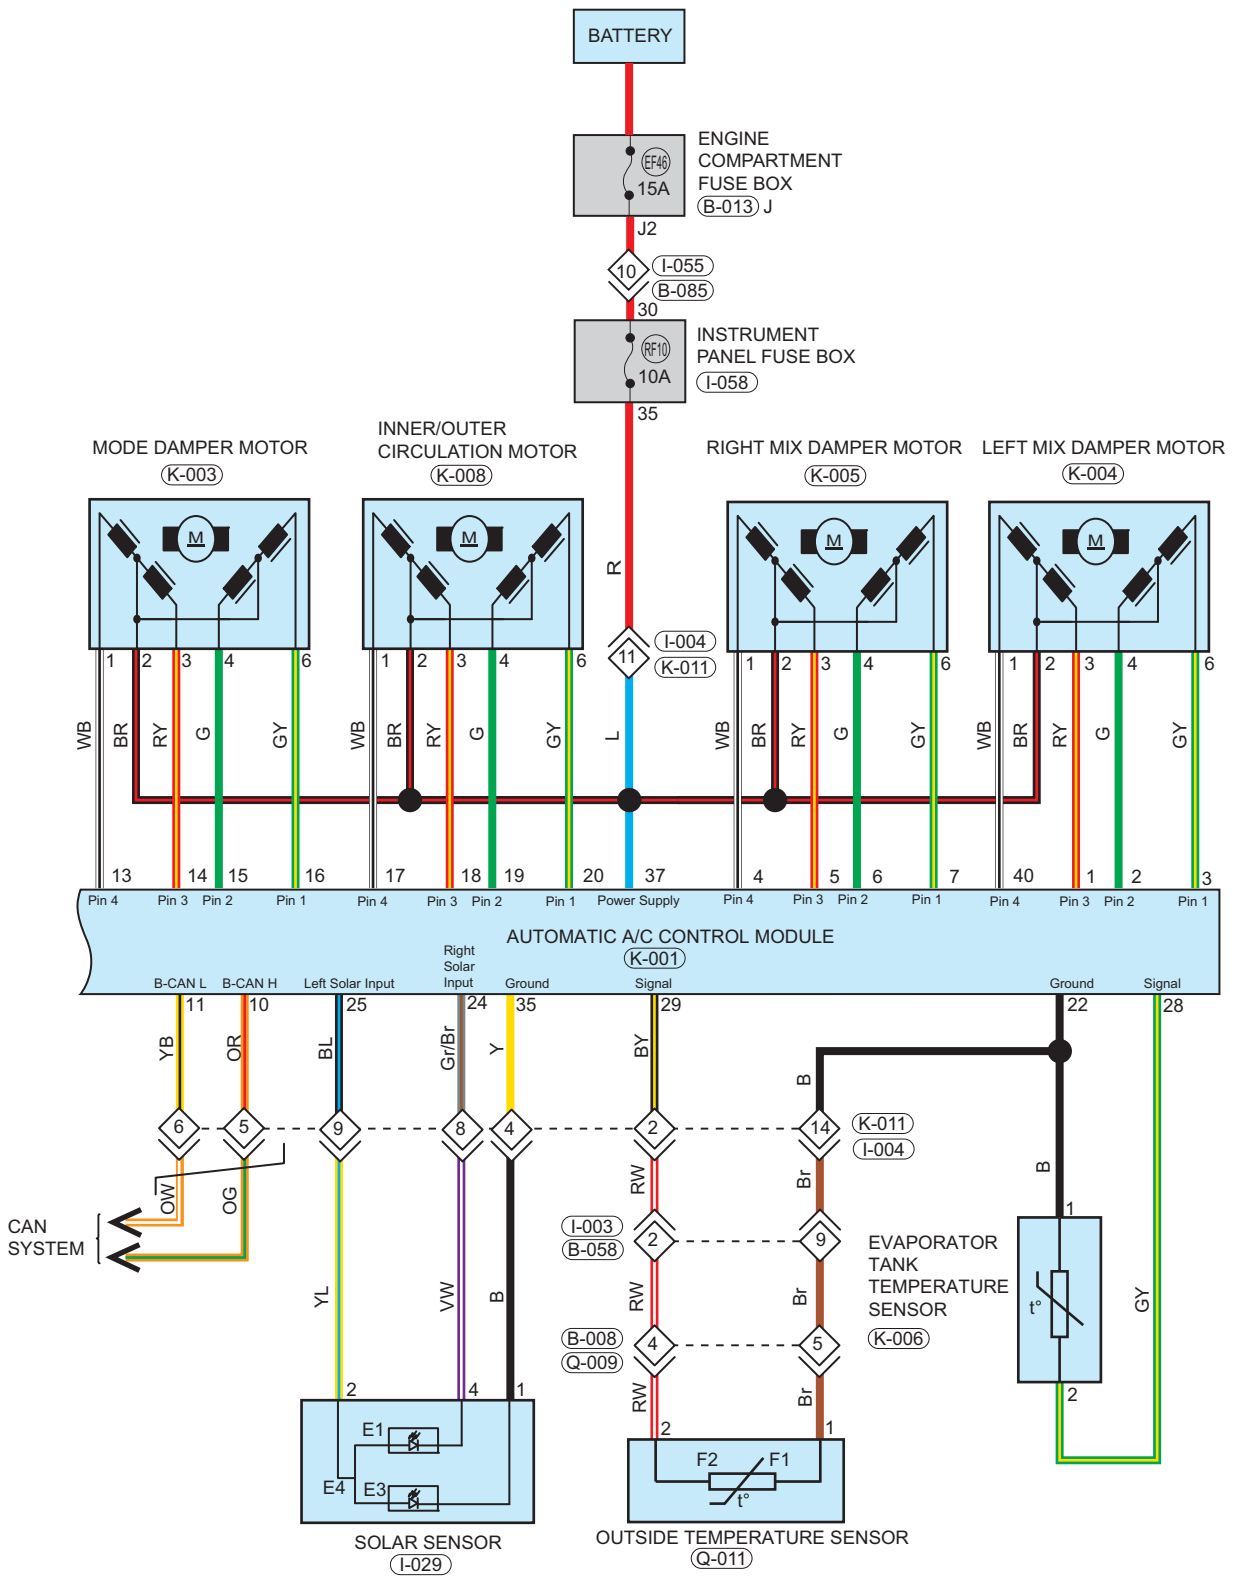 BATTERY
ENGINE
COMPARTMENT
FUSE BOX
B-013 J
EF46
15A
J2
10
I-055
B-085
30
INSTRUMENT
PANEL FUSE BOX
I-058
RF10
10A
35
MODE DAMPER MOTOR
K-003
INNER/OUTER
CIRCULATION MOTOR
K-008
RIGHT MIX DAMPER MOTOR
K-005
LEFT MIX DAMPER MOTOR
K-004
M M M M
R
11
I-004
K-011
1 2 3 4 6
1 2 3 4 6
1 2 3 4 6
1 2 3 4 6
WB BR RY G GY
WB BR RY G GY
L
WB BR RY G GY
WB BR RY G GY
13 14 15 16 17 18 19 20 37 4 5 6 7 40 1 2 3
Pin 4 Pin 3 Pin 2 Pin 1 Pin 4 Pin 3 Pin 2 Pin 1 Power Supply Pin 4 Pin 3 Pin 2 Pin 1 Pin 4 Pin 3 Pin 2 Pin 1
AUTOMATIC A/C CONTROL MODULE
K-001
B-CAN L B-CAN H Left Solar Input
Right
Solar
Input
Ground Signal Ground Signal
11 10 25 24 35 29 22 28
YB OR BL Gr/Br Y BY B
6 5 9 8 4 2 14
K-011
I-004
OW OG
CAN
SYSTEM
RW Br B
I-003
B-058
2 9
YL VW B RW Br
B-008
Q-009
4 5
RW Br
EVAPORATOR
TANK
TEMPERATURE
SENSOR
K-006
1
t°
2
GY
2 4 1
E1
E4 E3
SOLAR SENSOR
I-029
2 1
F2 F1
t°
OUTSIDE TEMPERATURE SENSOR
Q-011